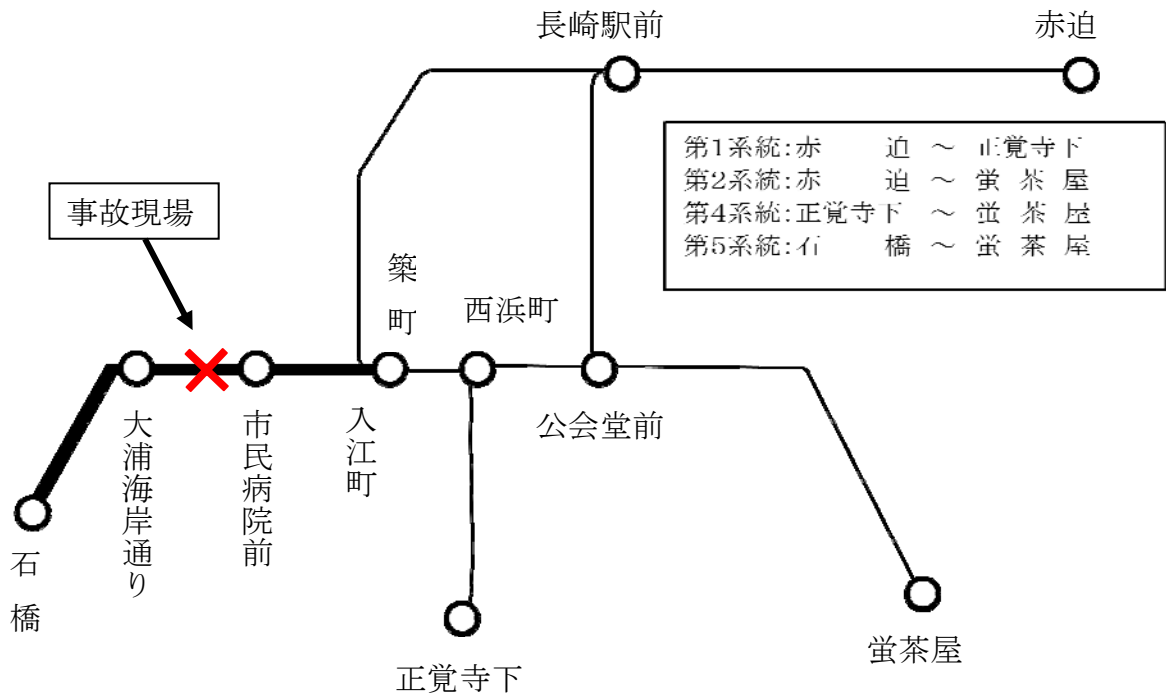 長崎駅前
赤迫
第1系統:赤　　迫 ～ 正覚寺下
第2系統:赤　　迫 ～ 蛍 茶 屋
第4系統:正覚寺下 ～ 蛍 茶 屋
第5系統:石　　橋 ～ 蛍 茶 屋
事故現場
築町
西浜町
公会堂前
入江町
市民病院前
大浦海岸通り
石橋
正覚寺下
蛍茶屋